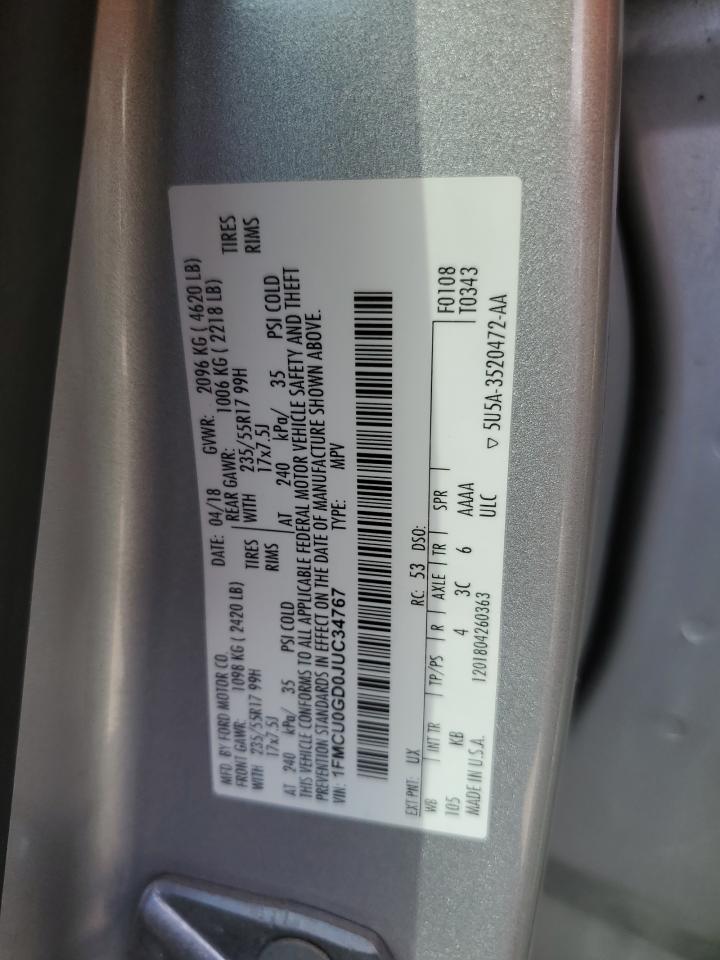 MFD. BY FORD MOTOR CO.
DATE: 04/18 GVWR: 2096 KG ( 4620 LB)
FRONT GAWR: 1098 KG ( 2420 LB) REAR GAWR: 1006 KG ( 2218 LB)
WITH 235/55R17 99H TIRES WITH 235/55R17 99H TIRES
17x7.5J RIMS 17x7.5J RIMS
AT 240 kPa/ 35 PSI COLD AT 240 kPa/ 35 PSI COLD
THIS VEHICLE CONFORMS TO ALL APPLICABLE FEDERAL MOTOR VEHICLE SAFETY AND THEFT
PREVENTION STANDARDS IN EFFECT ON THE DATE OF MANUFACTURE SHOWN ABOVE.
VIN: 1FMCU0GD0JUC34767 TYPE: MPV
EXT PNT: UX RC: 53 DSO: F0108
WB INT TR TP/PS R AXLE TR SPR T0343
105 KB 4 3C 6 AAAA
MADE IN U.S.A. 1201804260363 ULC ▽ 5U5A-3520472-AA